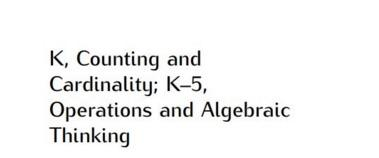 K, Counting and
Cardinality; K–5,
Operations and Algebraic
Thinking